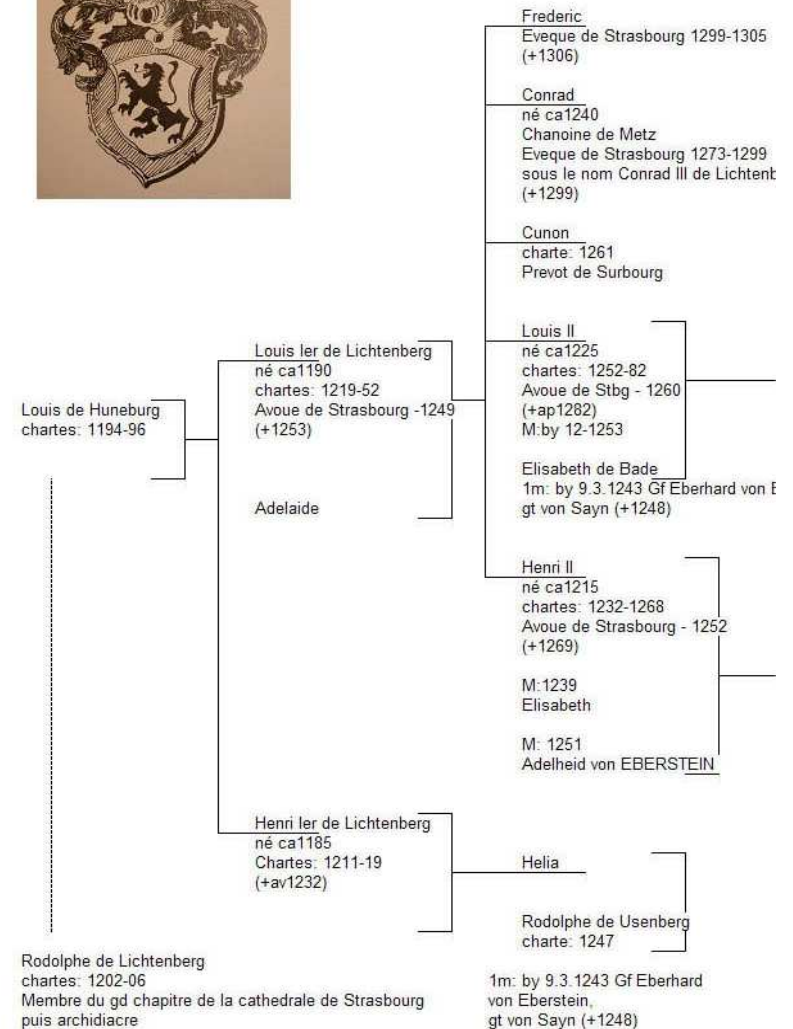 Frederic
Eveque de Strasbourg 1299-1305
(+1306)
Conrad
né ca1240
Chanoine de Metz
Eveque de Strasbourg 1273-1299
sous le nom Conrad III de Lichtenb
(+1299)
Cunon
charte: 1261
Prevot de Surbourg
Louis II
né ca1225
chartes: 1252-82
Avoue de Stbg - 1260
(+ap1282)
M:by 12-1253
Elisabeth de Bade
1m: by 9.3.1243 Gf Eberhard von E
gt von Sayn (+1248)
Louis Ier de Lichtenberg
né ca1190
chartes: 1219-52
Avoue de Strasbourg -1249
(+1253)
Adelaide
Louis de Huneburg
chartes: 1194-96
Henri II
né ca1215
chartes: 1232-1268
Avoue de Strasbourg - 1252
(+1269)
M:1239
Elisabeth
M: 1251
Adelheid von EBERSTEIN
Henri Ier de Lichtenberg
né ca1185
Chartes: 1211-19
(+av1232)
Helia
Rodolphe de Usenberg
charte: 1247
Rodolphe de Lichtenberg
chartes: 1202-06
Membre du gd chapitre de la cathedrale de Strasbourg
puis archidiacre
1m: by 9.3.1243 Gf Eberhard
von Eberstein,
gt von Sayn (+1248)